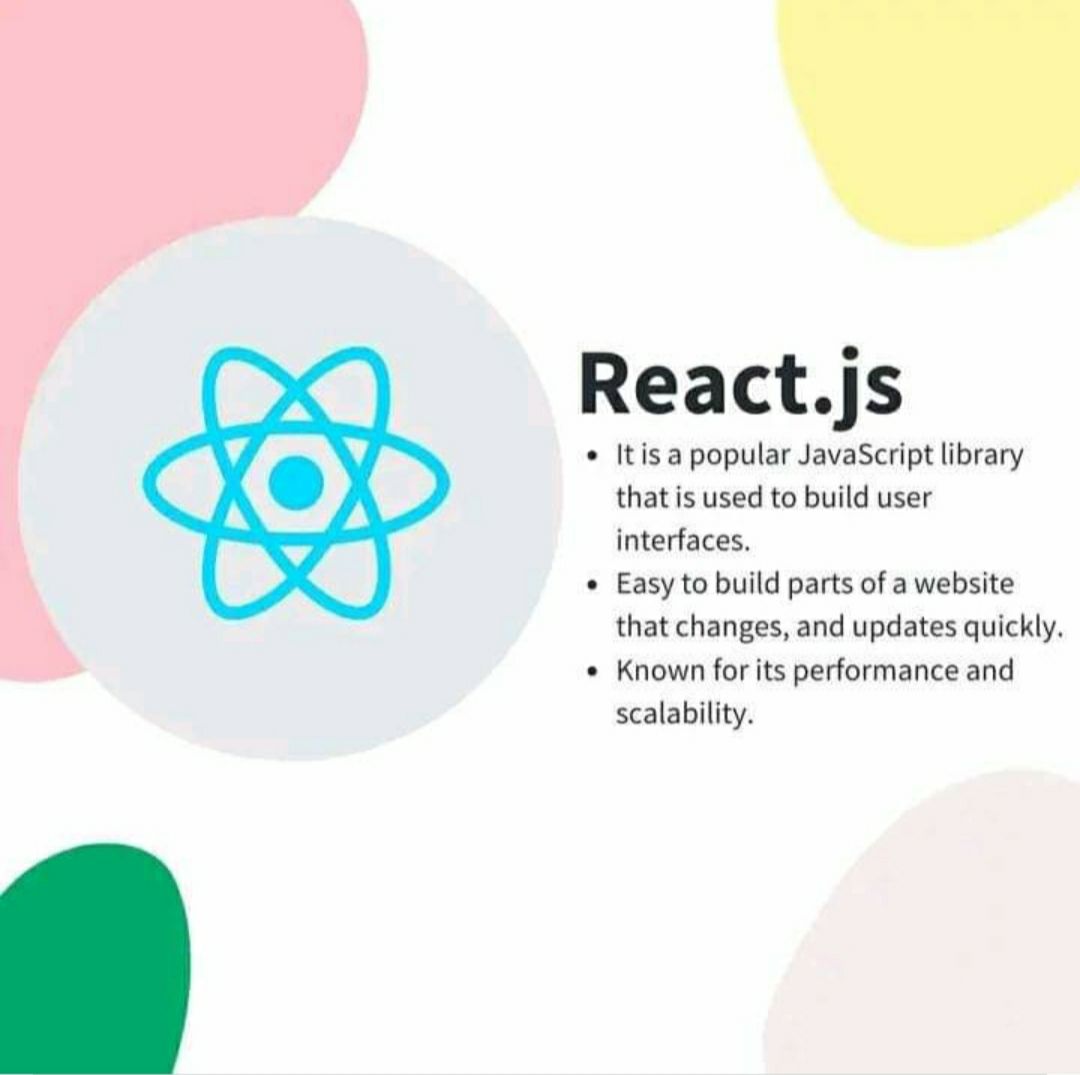 React.js
• It is a popular JavaScript library
that is used to build user
interfaces.
• Easy to build parts of a website
that changes, and updates quickly.
• Known for its performance and
scalability.